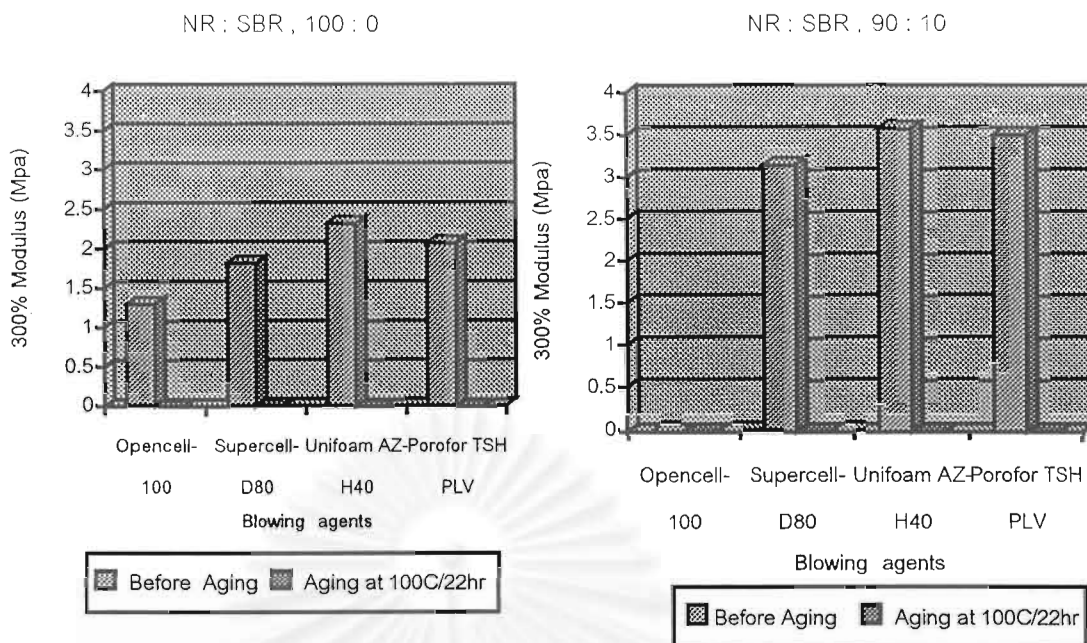 NR : SBR , 100 : 0
300% Modulus (Mpa)
4
3.5
3
2.5
2
1.5
1
0.5
0
Opencell- Supercell- Unifoam AZ-Porofor TSH
100 D80 H40 PLV
Blowing agents
Before Aging Aging at 100C/22hr
NR : SBR , 90 : 10
300% Modulus (Mpa)
4
3.5
3
2.5
2
1.5
1
0.5
0
Opencell- Supercell- Unifoam AZ-Porofor TSH
100 D80 H40 PLV
Blowing agents
Before Aging Aging at 100C/22hr